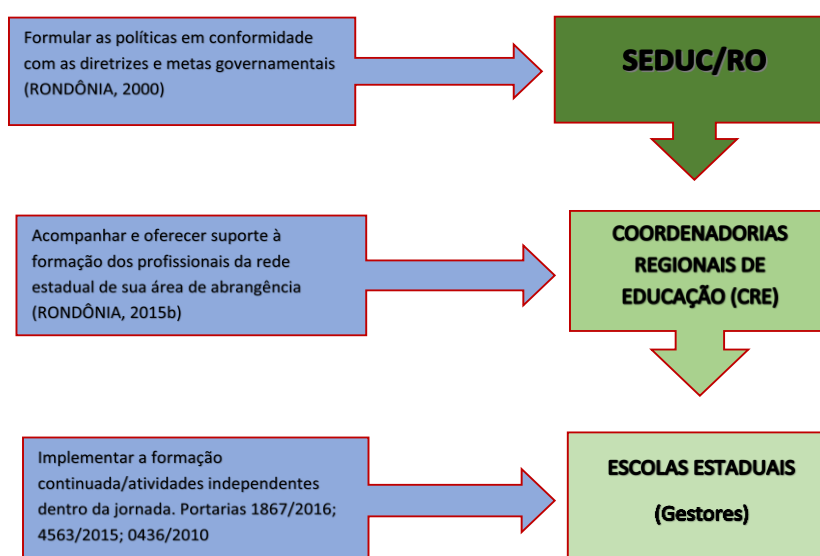 Formular as políticas em conformidade
com as diretrizes e metas governamentais
(RONDÔNIA, 2000)
SEDUC/RO
Acompanhar e oferecer suporte à
formação dos profissionais da rede
estadual de sua área de abrangência
(RONDÔNIA, 2015b)
COORDENADORIAS
REGIONAIS DE
EDUCAÇÃO (CRE)
Implementar a formação
continuada/atividades independentes
dentro da jornada. Portarias 1867/2016;
4563/2015; 0436/2010
ESCOLAS ESTADUAIS
(Gestores)